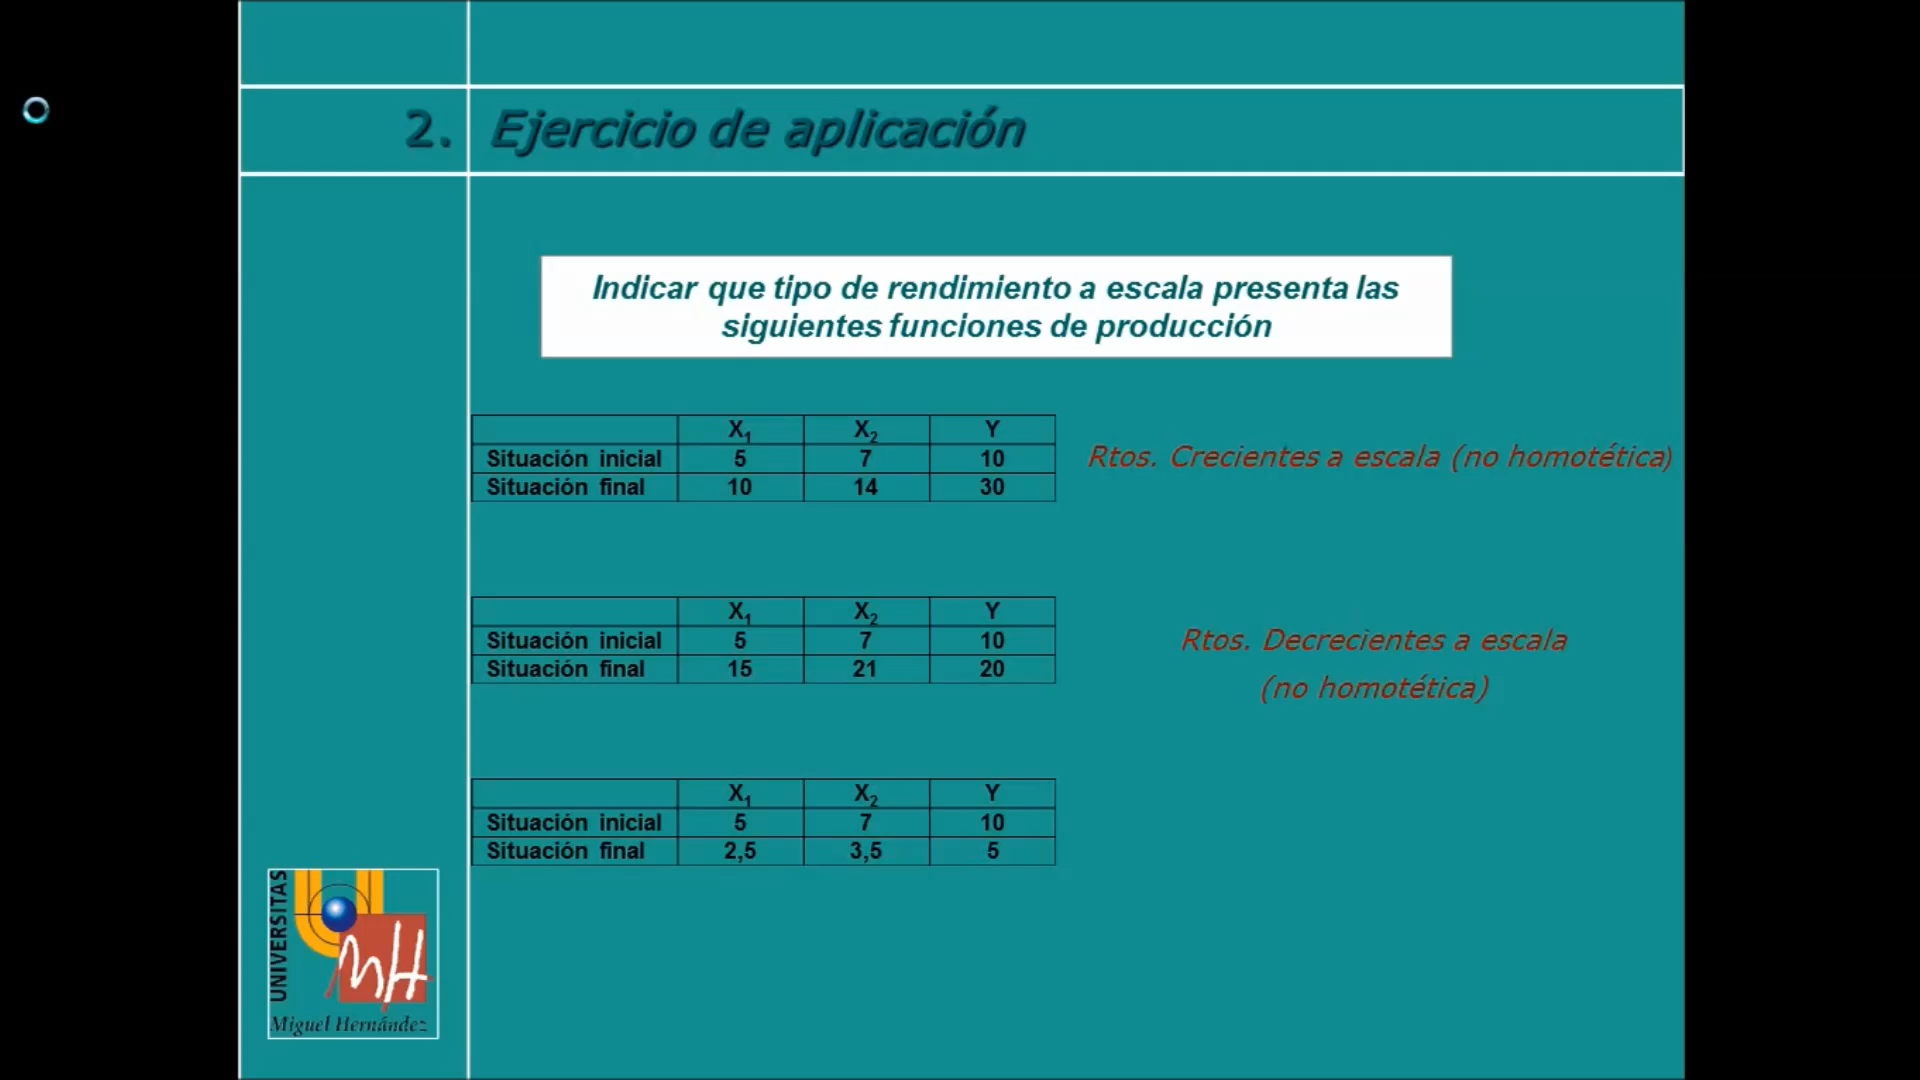 2. Ejercicio de aplicación
Indicar que tipo de rendimiento a escala presenta las
siguientes funciones de producción
X1 X2 Y
Situación inicial 5 7 10
Situación final 10 14 30
Rtos. Crecientes a escala (no homotética)
X1 X2 Y
Situación inicial 5 7 10
Situación final 15 21 20
Rtos. Decrecientes a escala
(no homotética)
X1 X2 Y
Situación inicial 5 7 10
Situación final 2,5 3,5 5
UNIVERSITAS
MH
Miguel Hernández